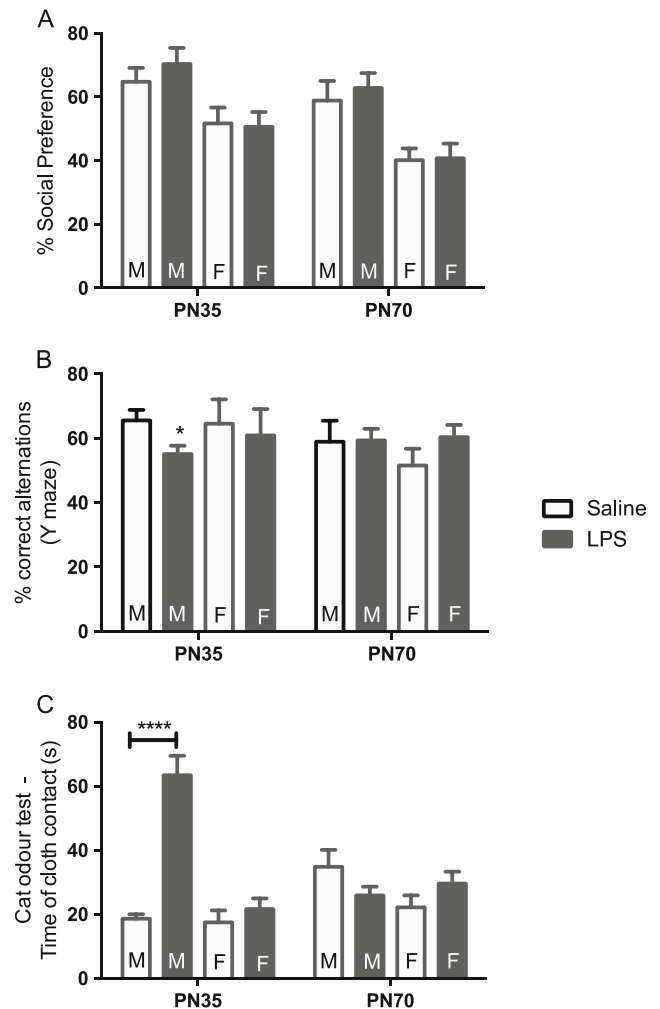 A
% Social Preference
80
60
40
20
0
M M F F M M F F
PN35 PN70
B
% correct alternations
(Y maze)
80
60
40
20
0
*
M M F F M M F F
PN35 PN70
Saline
LPS
C
Cat odour test -
Time of cloth contact (s)
80
60
40
20
0
****
M M F F M M F F
PN35 PN70